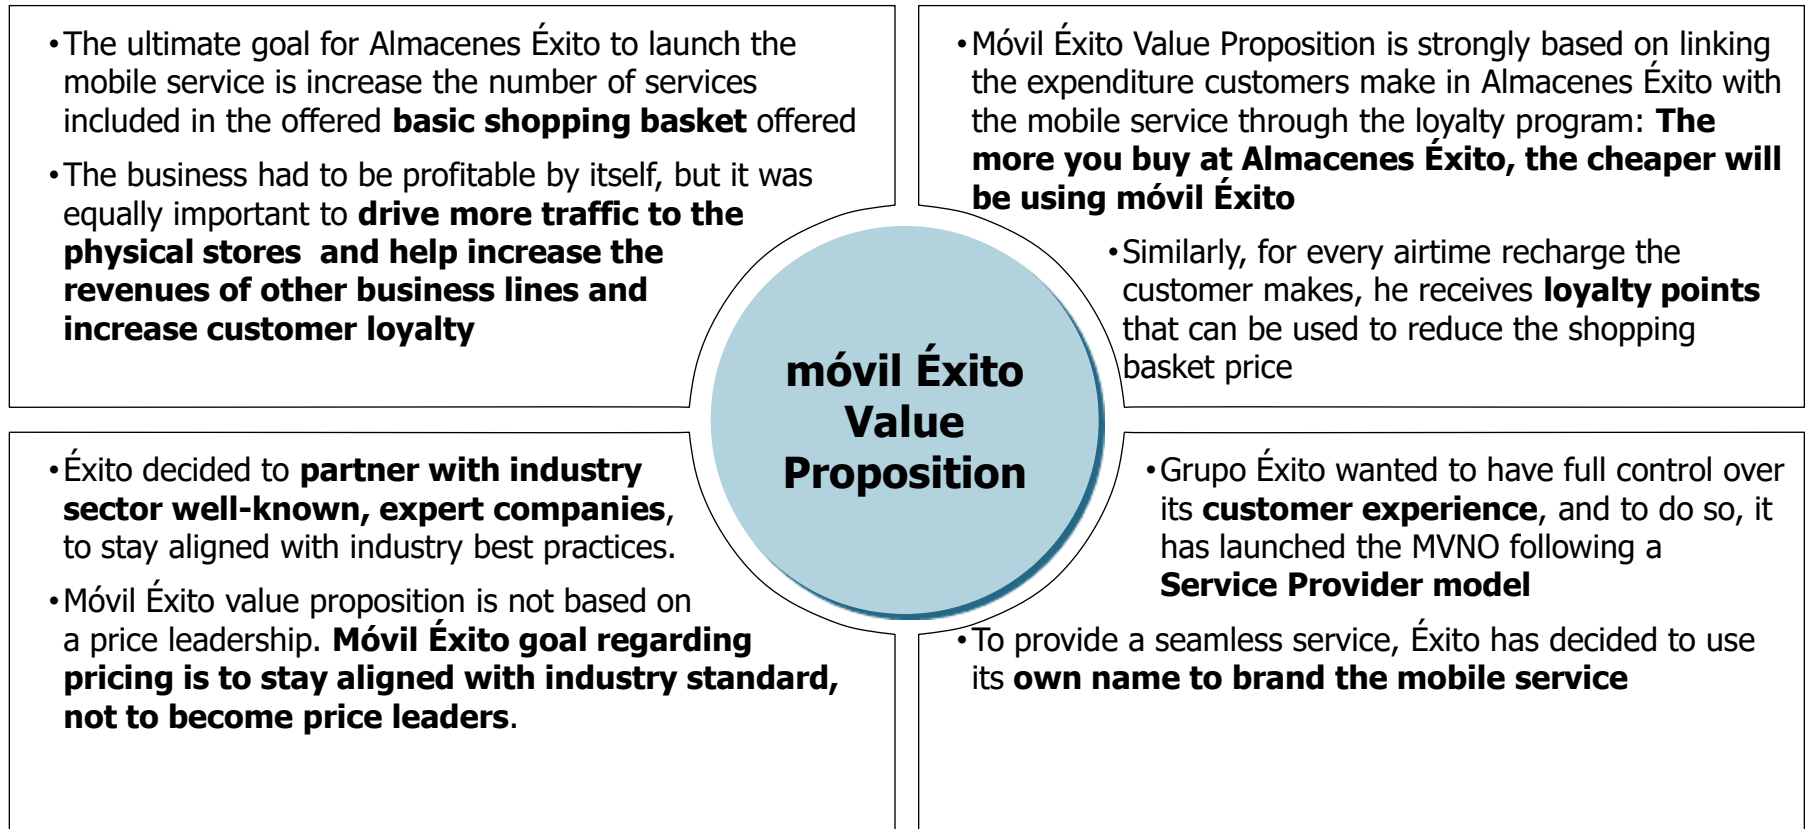 •The ultimate goal for Almacenes Éxito to launch the
mobile service is increase the number of services
included in the offered basic shopping basket offered
•The business had to be profitable by itself, but it was
equally important to drive more traffic to the
physical stores  and help increase the
revenues of other business lines and
increase customer loyalty
•Móvil Éxito Value Proposition is strongly based on linking
the expenditure customers make in Almacenes Éxito with
the mobile service through the loyalty program: The
more you buy at Almacenes Éxito, the cheaper will
be using móvil Éxito
•Similarly, for every airtime recharge the
customer makes, he receives loyalty points
that can be used to reduce the shopping
basket price
móvil Éxito
Value
Proposition
•Éxito decided to partner with industry
sector well-known, expert companies,
to stay aligned with industry best practices.
•Móvil Éxito value proposition is not based on
a price leadership. Móvil Éxito goal regarding
pricing is to stay aligned with industry standard,
not to become price leaders.
•Grupo Éxito wanted to have full control over
its customer experience, and to do so, it
has launched the MVNO following a
Service Provider model
•To provide a seamless service, Éxito has decided to use
its own name to brand the mobile service